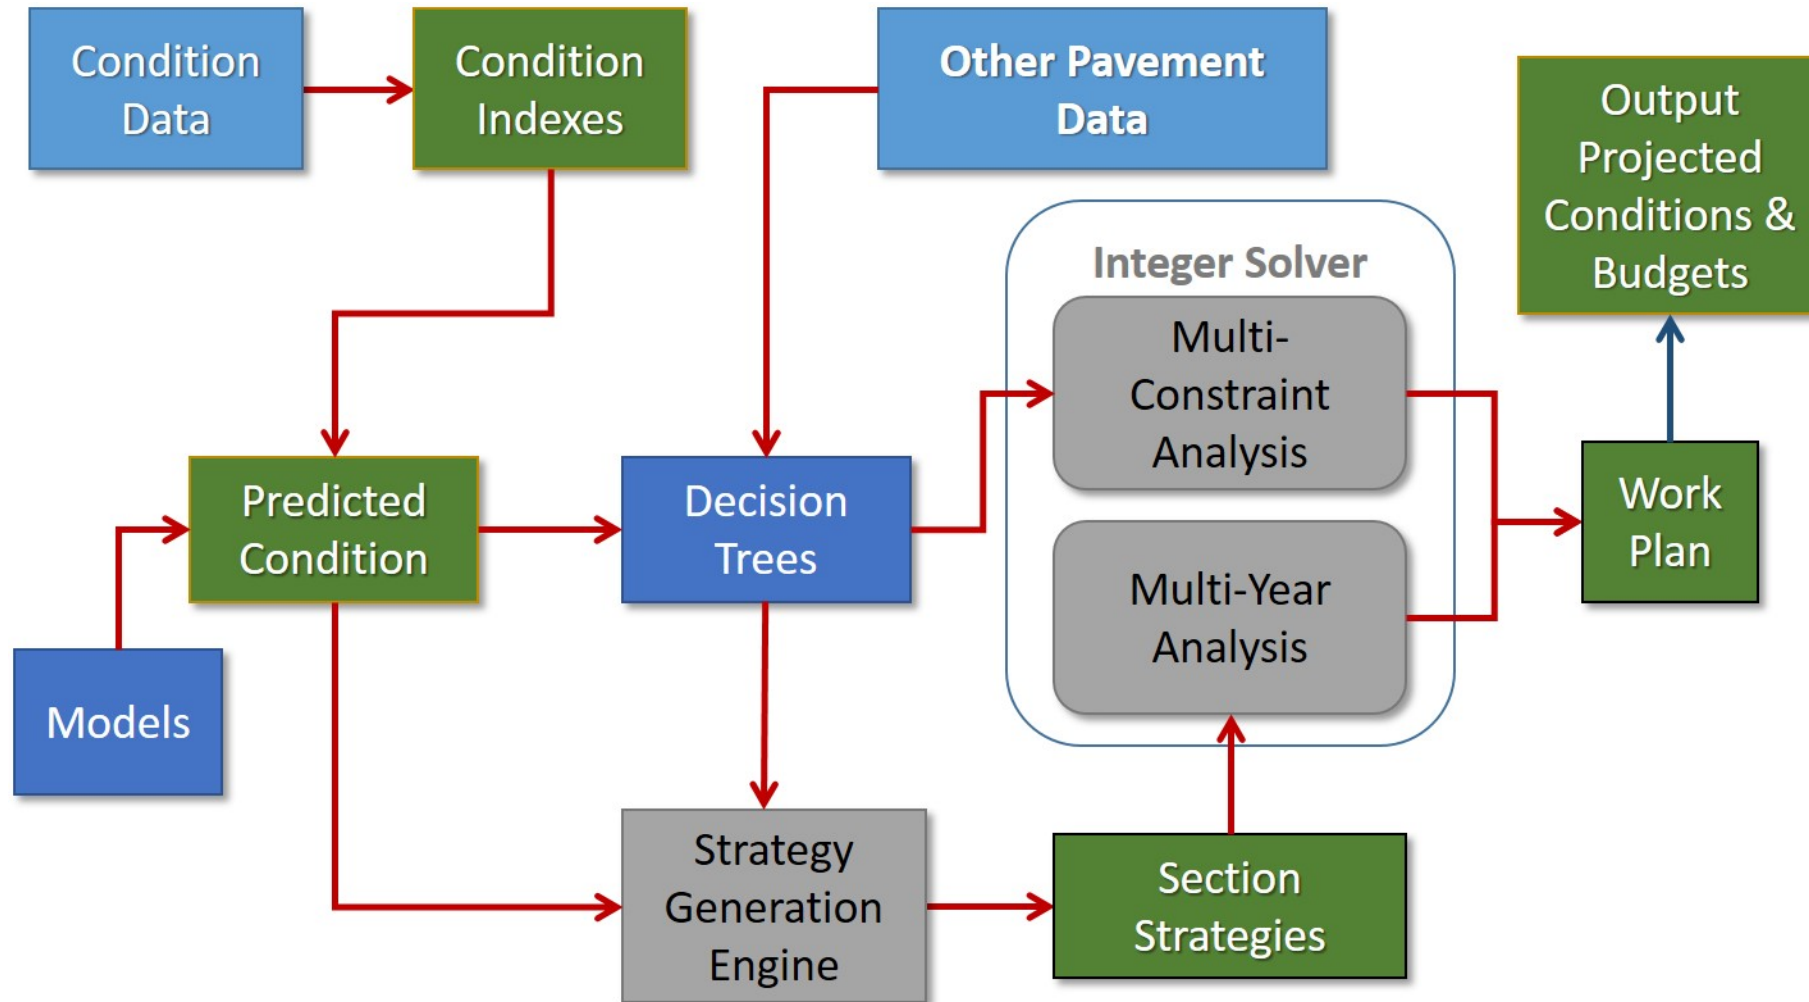 Condition
Data
Condition
Indexes
Other Pavement
Data
Output
Projected
Conditions &
Budgets
Integer Solver
Multi-
Constraint
Analysis
Predicted
Condition
Decision
Trees
Work
Plan
Multi-Year
Analysis
Models
Strategy
Generation
Engine
Section
Strategies